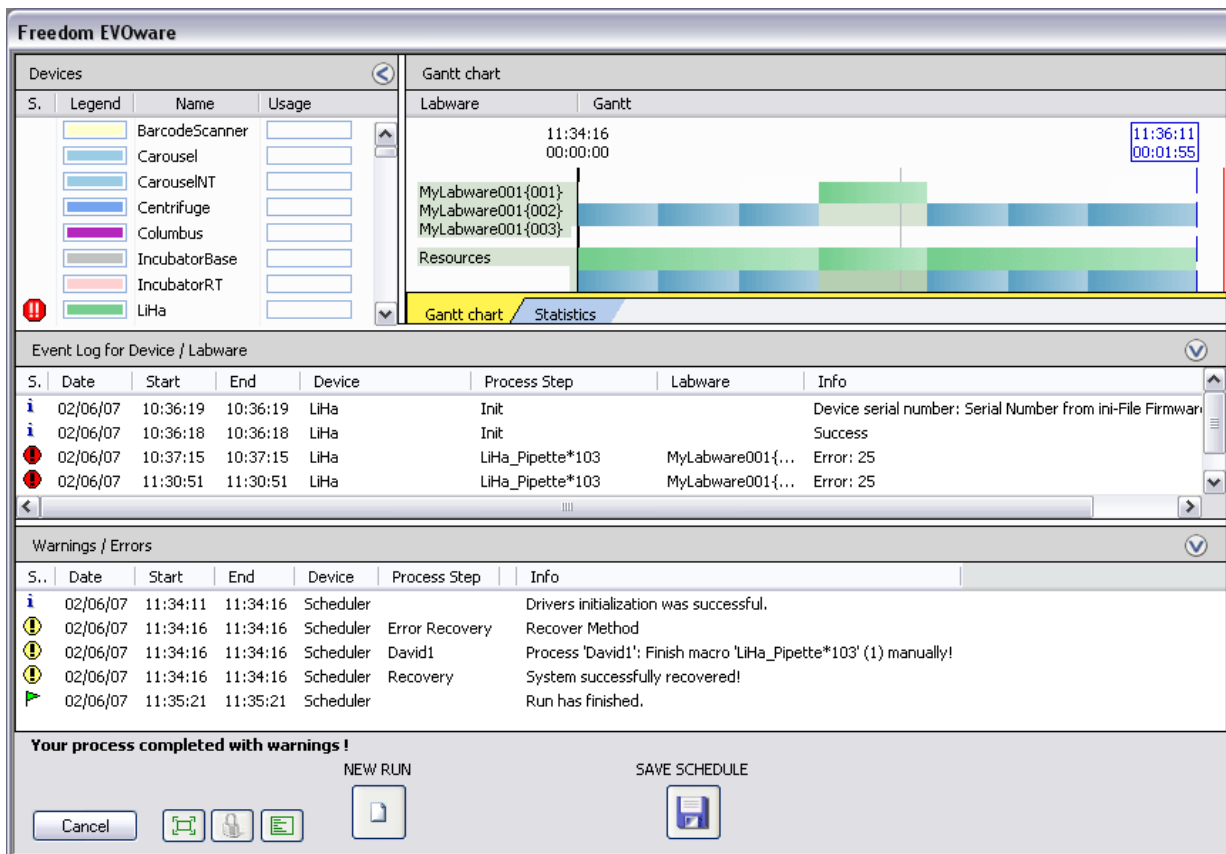 Freedom EVOware
Devices
S. Legend Name Usage
BarcodeScanner
Carousel
CarouselNT
Centrifuge
Columbus
IncubatorBase
IncubatorRT
LiHa
Gantt chart
Labware Gantt
11:34:16 11:36:11
00:00:00 00:01:55
MyLabware001{001}
MyLabware001{002}
MyLabware001{003}
Resources
Gantt chart Statistics
Event Log for Device / Labware
S. Date Start End Device Process Step Labware Info
i 02/06/07 10:36:19 10:36:19 LiHa Init Device serial number: Serial Number from ini-File Firmwar
i 02/06/07 10:36:18 10:36:18 LiHa Init Success
02/06/07 10:37:15 10:37:15 LiHa LiHa_Pipette*103 MyLabware001{... Error: 25
02/06/07 11:30:51 11:30:51 LiHa LiHa_Pipette*103 MyLabware001{... Error: 25
Warnings / Errors
S.. Date Start End Device Process Step Info
i 02/06/07 11:34:11 11:34:16 Scheduler Drivers initialization was successful.
02/06/07 11:34:16 11:34:16 Scheduler Error Recovery Recover Method
02/06/07 11:34:16 11:34:16 Scheduler David1 Process 'David1': Finish macro 'LiHa_Pipette*103' (1) manually!
02/06/07 11:34:16 11:34:16 Scheduler Recovery System successfully recovered!
02/06/07 11:35:21 11:35:21 Scheduler Run has finished.
Your process completed with warnings !
NEW RUN SAVE SCHEDULE
Cancel